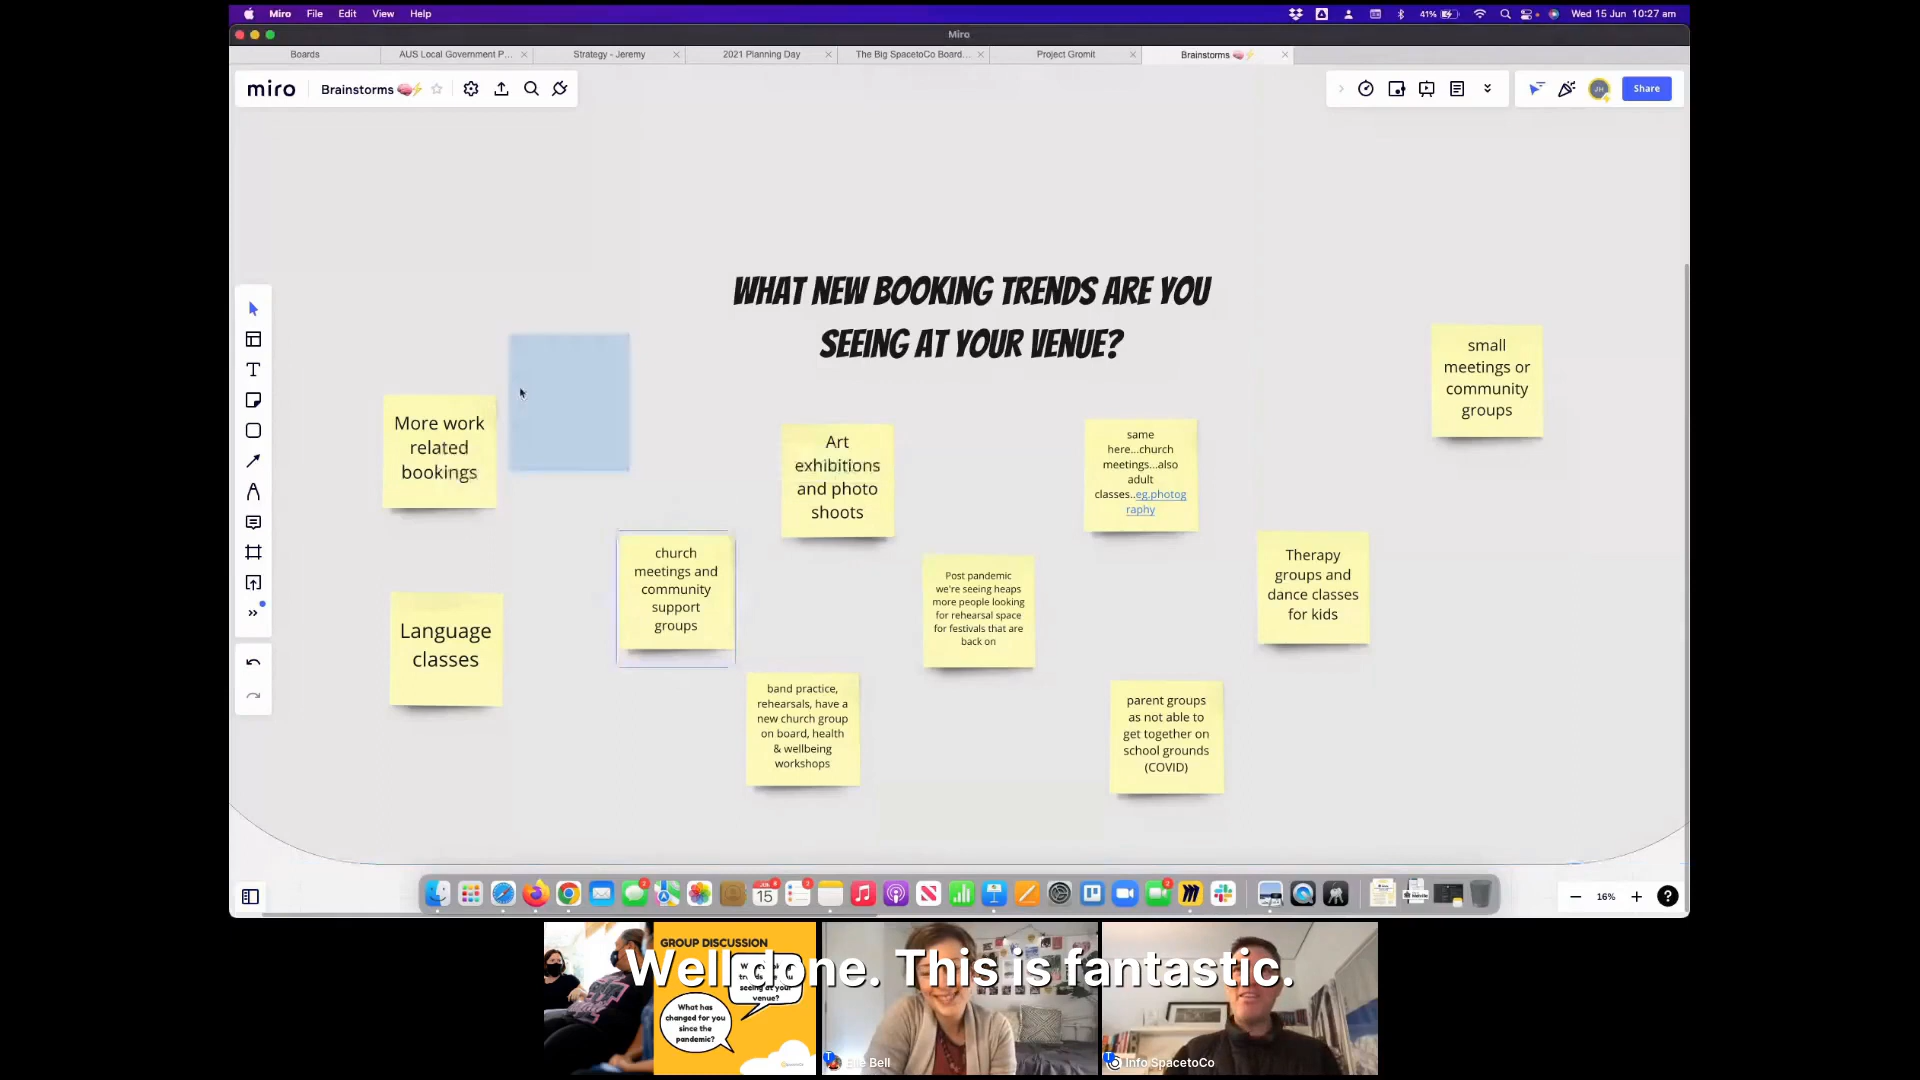 Miro File Edit View Help
41%
Wed 15 Jun 10:27 am
Miro
Boards
AUS Local Government P...
Strategy - Jeremy
2021 Planning Day
The Big SpacetoCo Board...
Project Gromit
Brainstorms 🧠⚡
miro
Brainstorms 🧠⚡
JH
Share
WHAT NEW BOOKING TRENDS ARE YOU
SEEING AT YOUR VENUE?
small
meetings or
community
groups
More work
related
bookings
Art
exhibitions
and photo
shoots
same
here...church
meetings...also
adult
classes..eg.photog
raphy
church
meetings and
community
support
groups
Post pandemic
we're seeing heaps
more people looking
for rehearsal space
for festivals that are
back on
Therapy
groups and
dance classes
for kids
Language
classes
band practice,
rehearsals, have a
new church group
on board, health
& wellbeing
workshops
parent groups
as not able to
get together on
school grounds
(COVID)
16%
GROUP DISCUSSION
seeing at your
venue?
What has
changed for you
since the
pandemic?
Well done. This is fantastic.
Bell
Info SpacetoCo